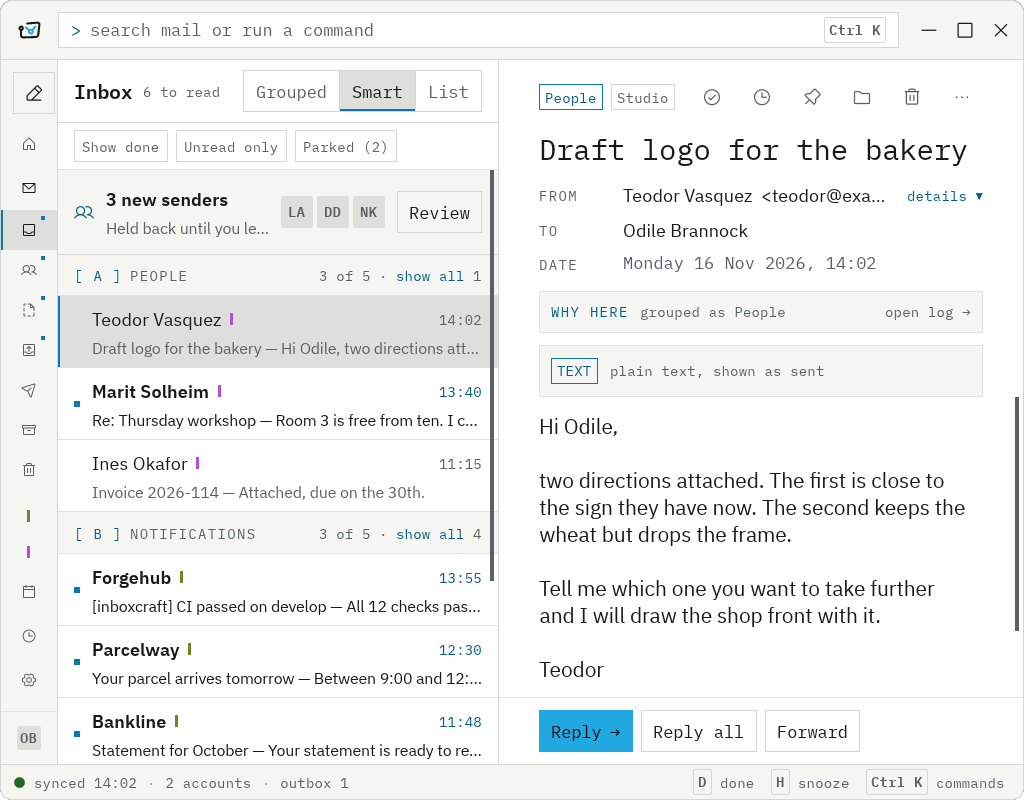 > search mail or run a command Ctrl K
Inbox 6 to read Grouped Smart List
Show done Unread only Parked (2)
3 new senders
Held back until you le... LA DD NK Review
[ A ] PEOPLE 3 of 5 · show all 1
Teodor Vasquez 14:02
Draft logo for the bakery — Hi Odile, two directions att...
Marit Solheim 13:40
Re: Thursday workshop — Room 3 is free from ten. I c...
Ines Okafor 11:15
Invoice 2026-114 — Attached, due on the 30th.
[ B ] NOTIFICATIONS 3 of 5 · show all 4
Forgehub 13:55
[inboxcraft] CI passed on develop — All 12 checks pas...
Parcelway 12:30
Your parcel arrives tomorrow — Between 9:00 and 12:...
Bankline 11:48
Statement for October — Your statement is ready to re...
OB
People Studio ...
Draft logo for the bakery
FROM Teodor Vasquez <teodor@exa... details ▼
TO Odile Brannock
DATE Monday 16 Nov 2026, 14:02
WHY HERE grouped as People open log →
TEXT plain text, shown as sent
Hi Odile,
two directions attached. The first is close to
the sign they have now. The second keeps the
wheat but drops the frame.
Tell me which one you want to take further
and I will draw the shop front with it.
Teodor
Reply → Reply all Forward
synced 14:02 · 2 accounts · outbox 1 D done H snooze Ctrl K commands